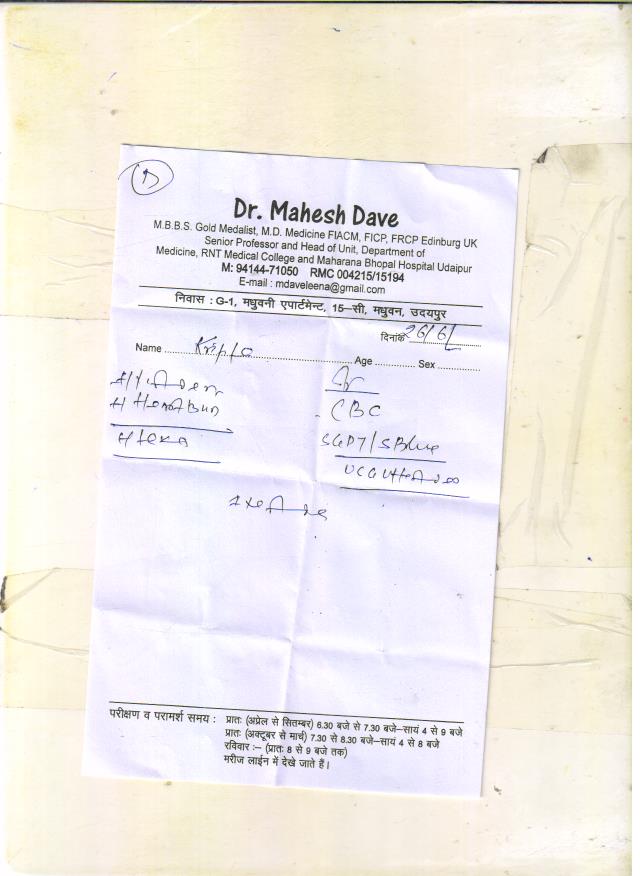 Dr. Mahesh Dave
M.B.B.S. Gold Medalist, M.D. Medicine FIACM, FICP, FRCP Edinburg UK
Senior Professor and Head of Unit, Department of
Medicine, RNT Medical College and Maharana Bhopal Hospital Udaipur
M: 94144-71050 RMC 004215/15194
E-mail : mdaveleena@gmail.com
निवास : G-1, मधुवनी एपार्टमेन्ट, 15–सी, मधुवन, उदयपुर
दिनांक 26/6/
Name ........ Age ........ Sex ........
CBC
परीक्षण व परामर्श समय : प्रातः (अप्रेल से सितम्बर) 6.30 बजे से 7.30 बजे–सायं 4 से 9 बजे
प्रातः (अक्टूबर से मार्च) 7.30 से 8.30 बजे–सायं 4 से 8 बजे
रविवार :– (प्रातः 8 से 9 बजे तक)
मरीज लाईन में देखे जाते हैं।